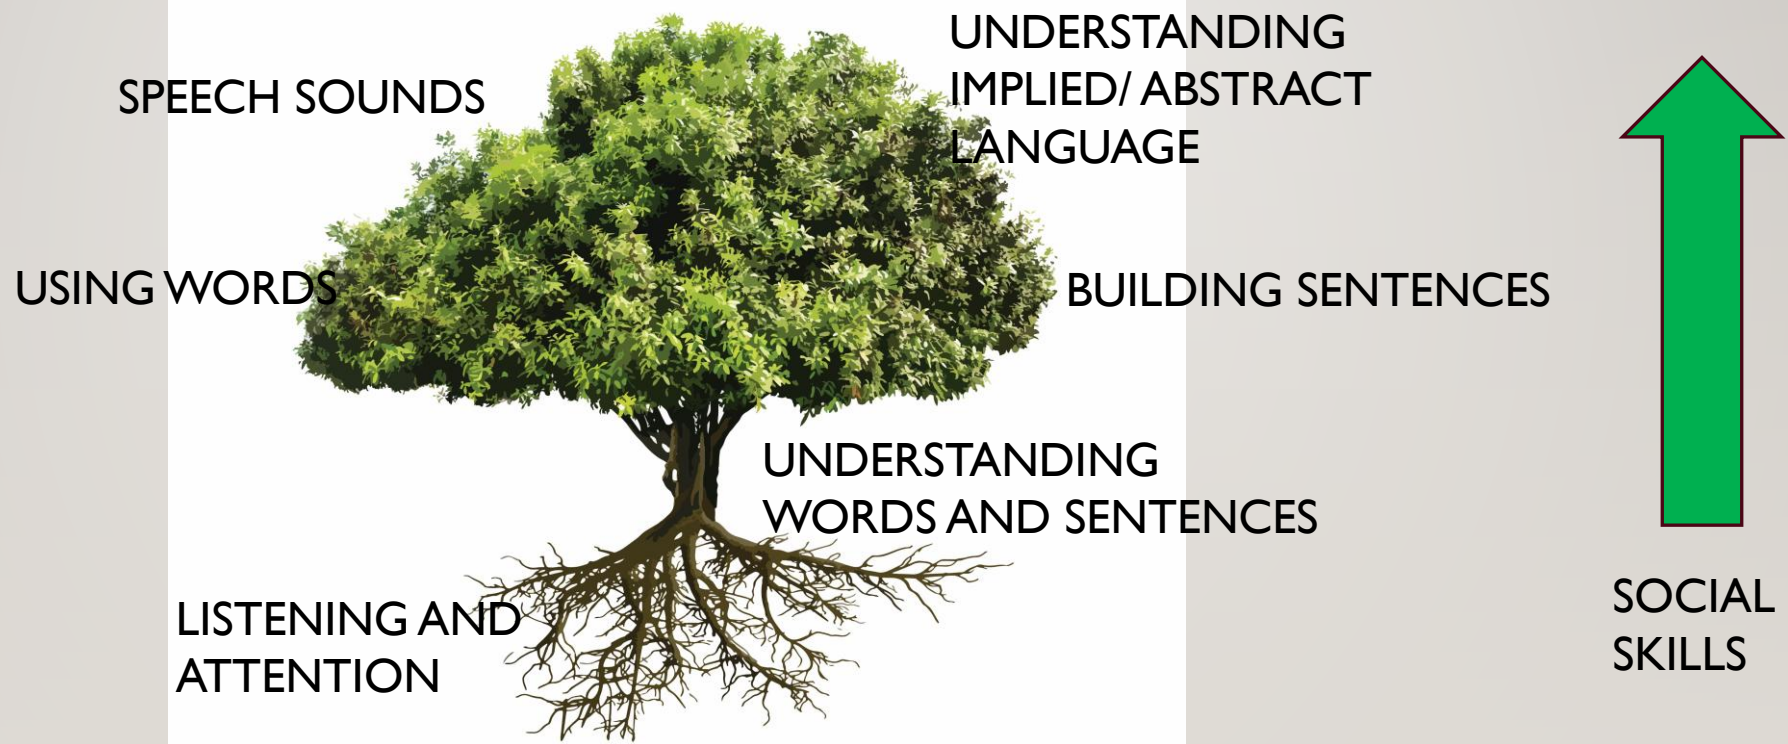 SPEECH SOUNDS
UNDERSTANDING
IMPLIED/ ABSTRACT
LANGUAGE
USING WORDS
BUILDING SENTENCES
UNDERSTANDING
WORDS AND SENTENCES
LISTENING AND
ATTENTION
SOCIAL
SKILLS